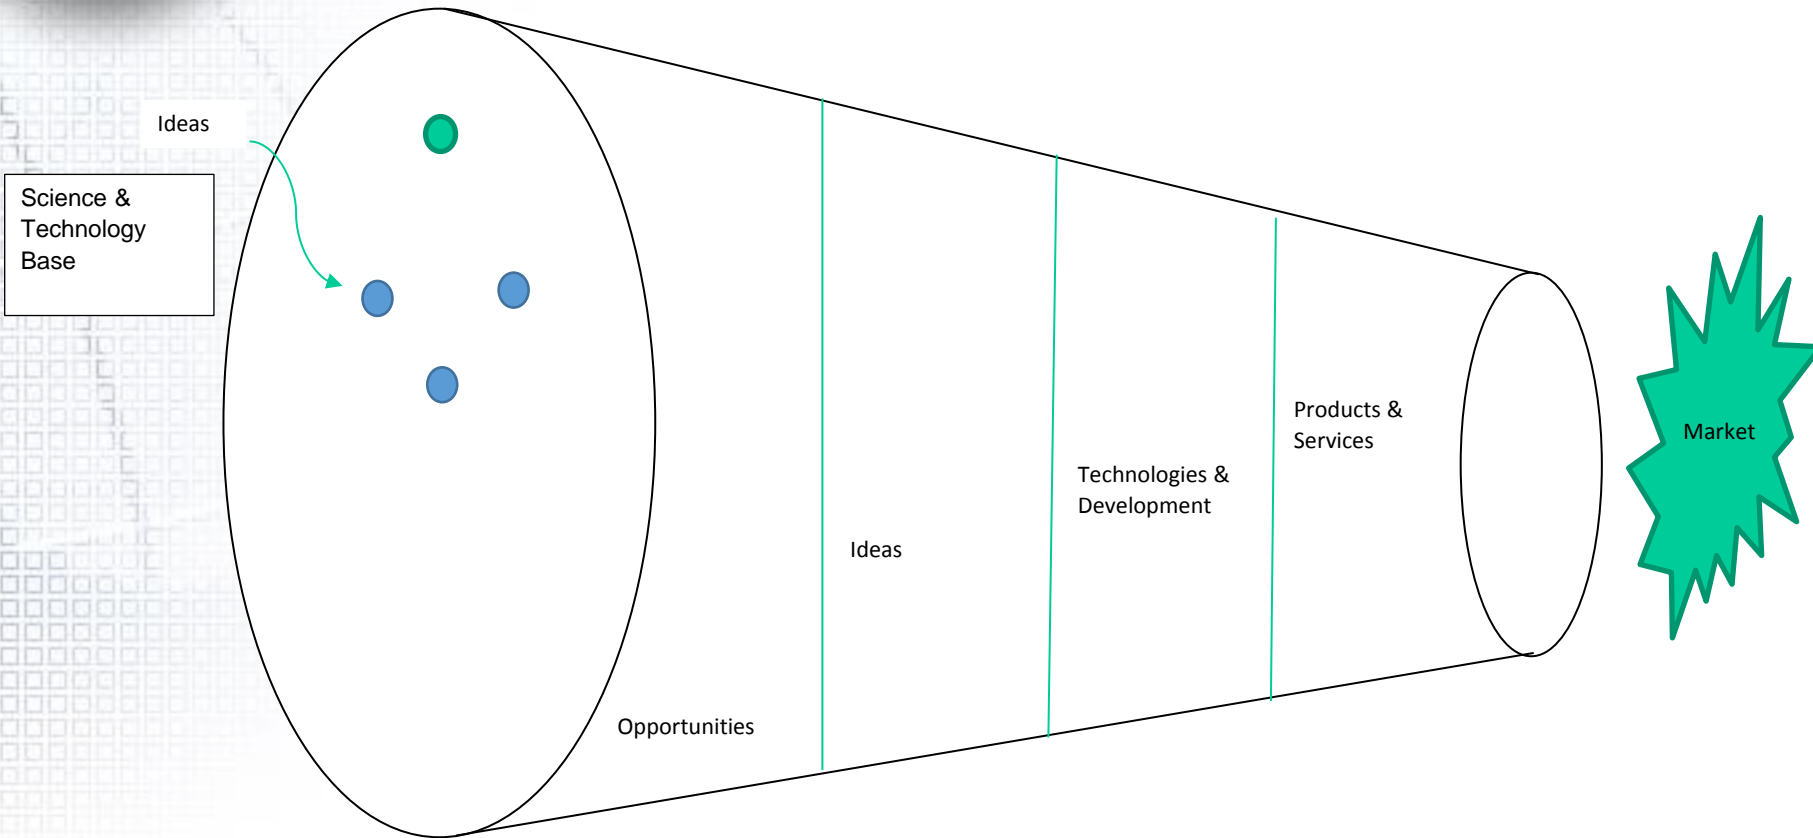 Ideas
Science &
Technology
Base
Opportunities
Ideas
Technologies &
Development
Products &
Services
Market